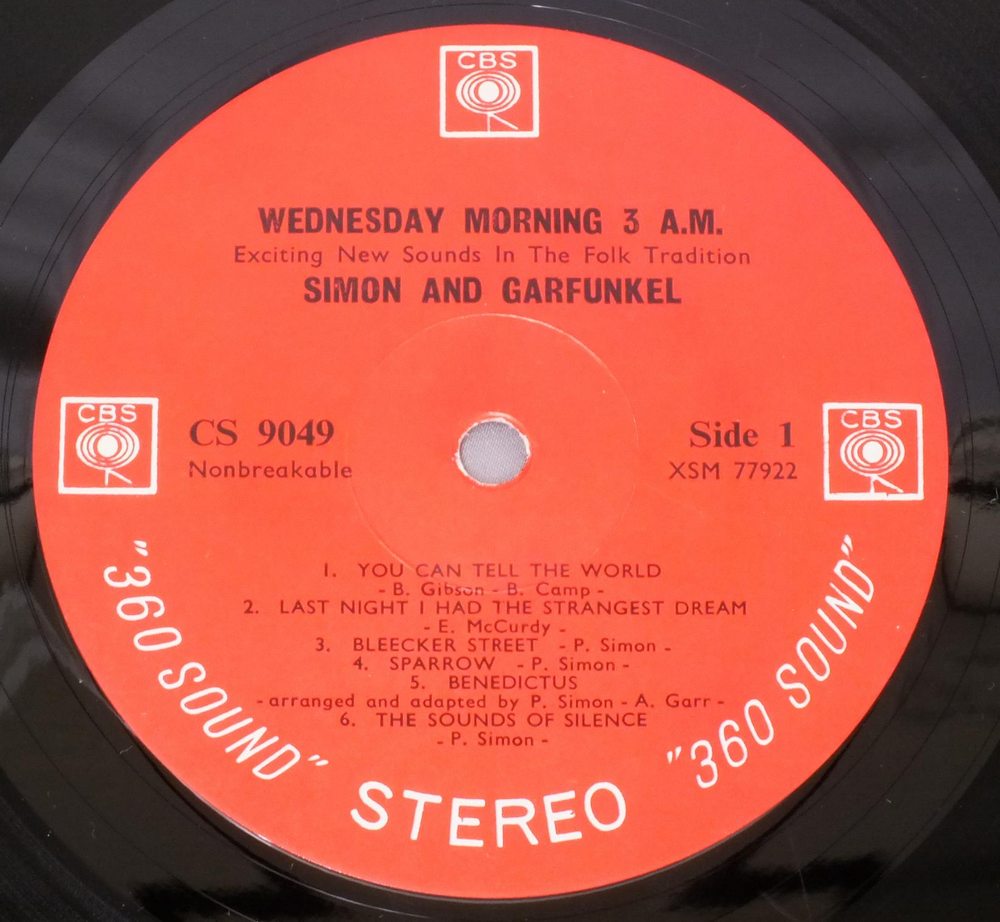 CBS
WEDNESDAY MORNING 3 A.M.
Exciting New Sounds In The Folk Tradition
SIMON AND GARFUNKEL
CBS
CS 9049
Nonbreakable
Side 1
XSM 77922
CBS
1. YOU CAN TELL THE WORLD
- B. Gibson - B. Camp -
2. LAST NIGHT I HAD THE STRANGEST DREAM
- E. McCurdy -
3. BLEECKER STREET - P. Simon -
4. SPARROW - P. Simon -
5. BENEDICTUS
- arranged and adapted by P. Simon - A. Garr -
6. THE SOUNDS OF SILENCE
- P. Simon -
"360 SOUND" STEREO "360 SOUND"